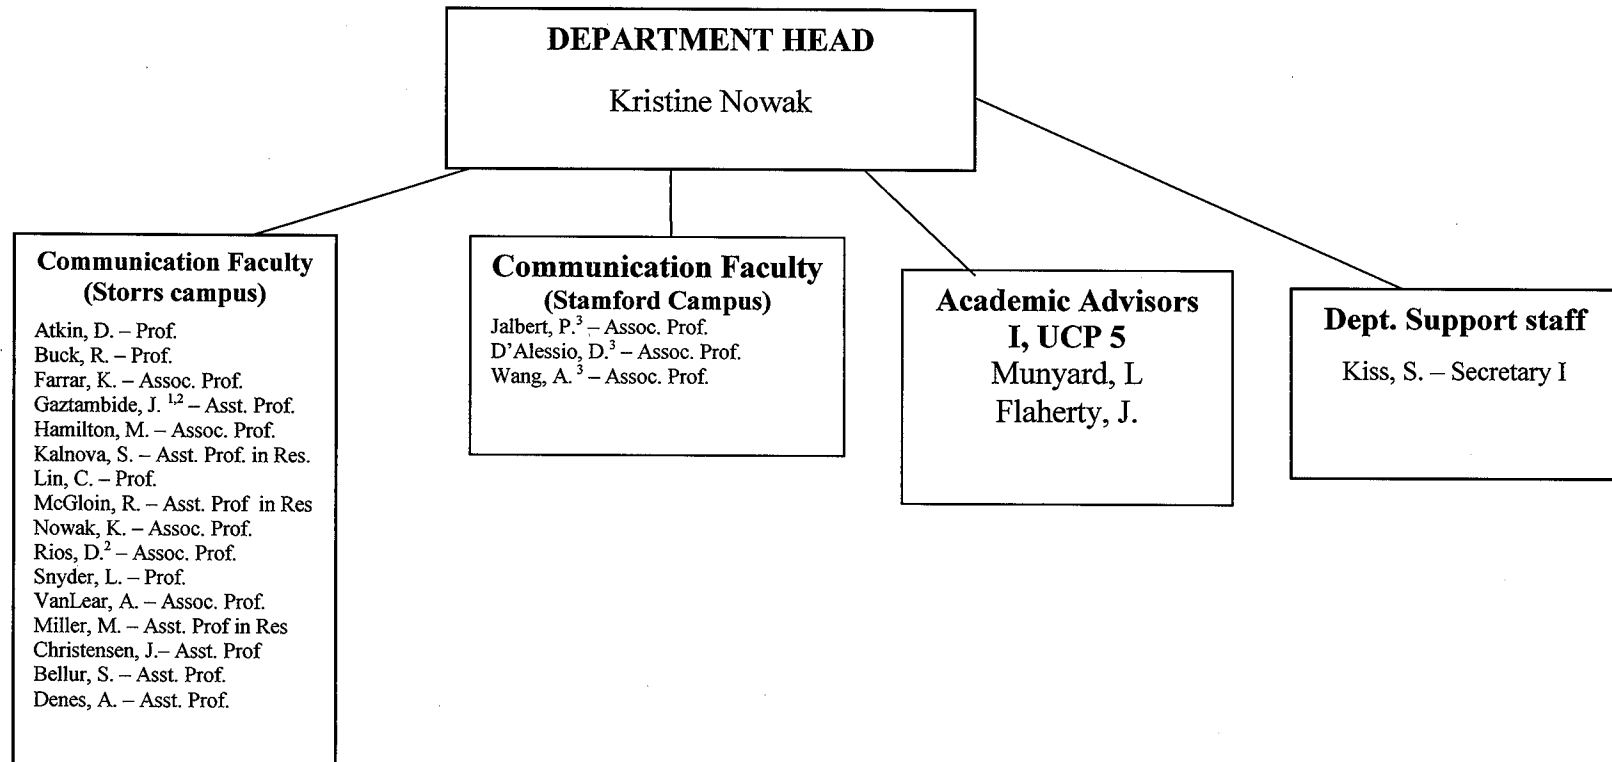 DEPARTMENT HEAD
Kristine Nowak
Communication Faculty
(Storrs campus)
Atkin, D. – Prof.
Buck, R. – Prof.
Farrar, K. – Assoc. Prof.
Gaztambide, J. 1,2 – Asst. Prof.
Hamilton, M. – Assoc. Prof.
Kalnova, S. – Asst. Prof. in Res.
Lin, C. – Prof.
McGloin, R. – Asst. Prof in Res
Nowak, K. – Assoc. Prof.
Rios, D.2 – Assoc. Prof.
Snyder, L. – Prof.
VanLear, A. – Assoc. Prof.
Miller, M. – Asst. Prof in Res
Christensen, J.– Asst. Prof
Bellur, S. – Asst. Prof.
Denes, A. – Asst. Prof.
Communication Faculty
(Stamford Campus)
Jalbert, P.3 – Assoc. Prof.
D'Alessio, D.3 – Assoc. Prof.
Wang, A. 3 – Assoc. Prof.
Academic Advisors
I, UCP 5
Munyard, L
Flaherty, J.
Dept. Support staff
Kiss, S. – Secretary I